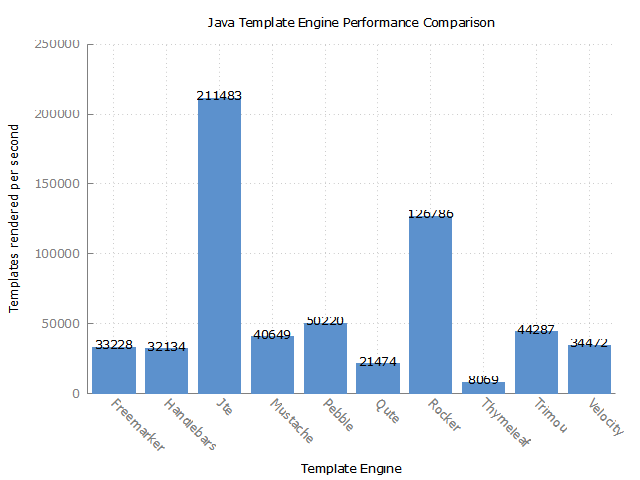 Java Template Engine Performance Comparison
250000
200000
150000
100000
50000
0
Templates rendered per second
33228
32134
211483
40649
50220
21474
126786
8069
44287
34472
Freemarker
Handlebars
Jte
Mustache
Pebble
Qute
Rocker
Thymeleaf
Trimou
Velocity
Template Engine